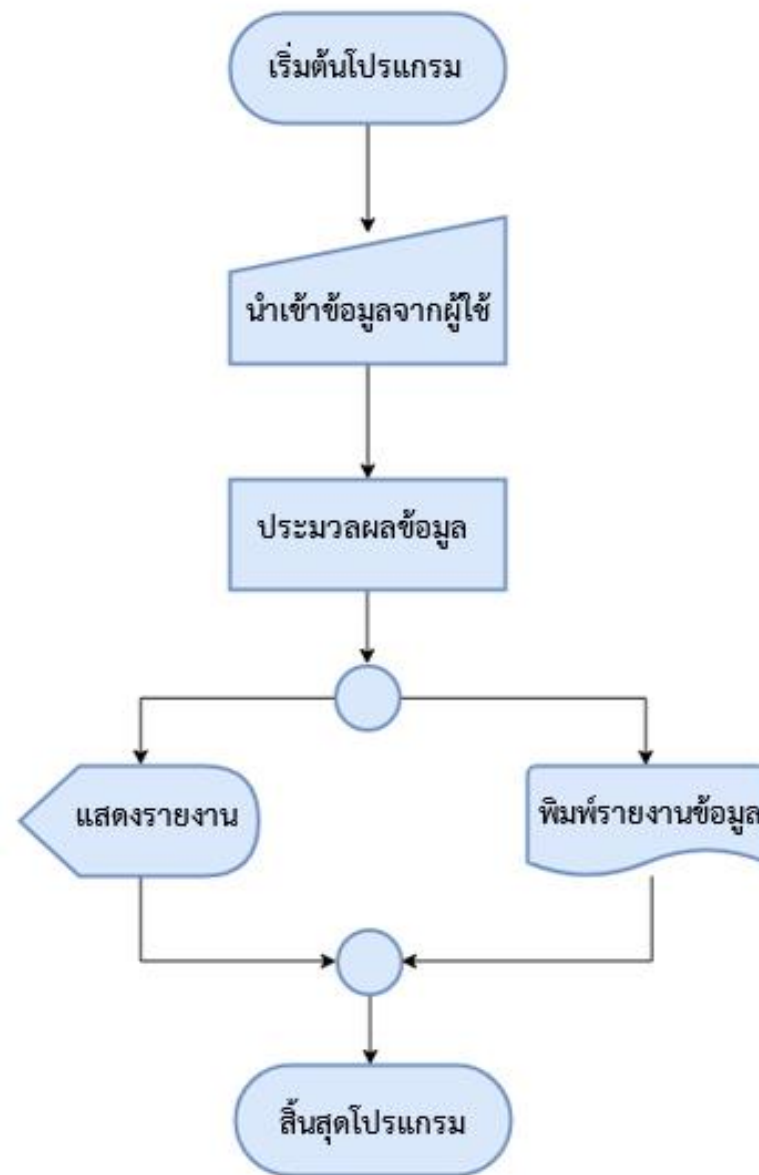 เริ่มต้นโปรแกรม
นำเข้าข้อมูลจากผู้ใช้
ประมวลผลข้อมูล
แสดงรายงาน
พิมพ์รายงานข้อมูล
สิ้นสุดโปรแกรม